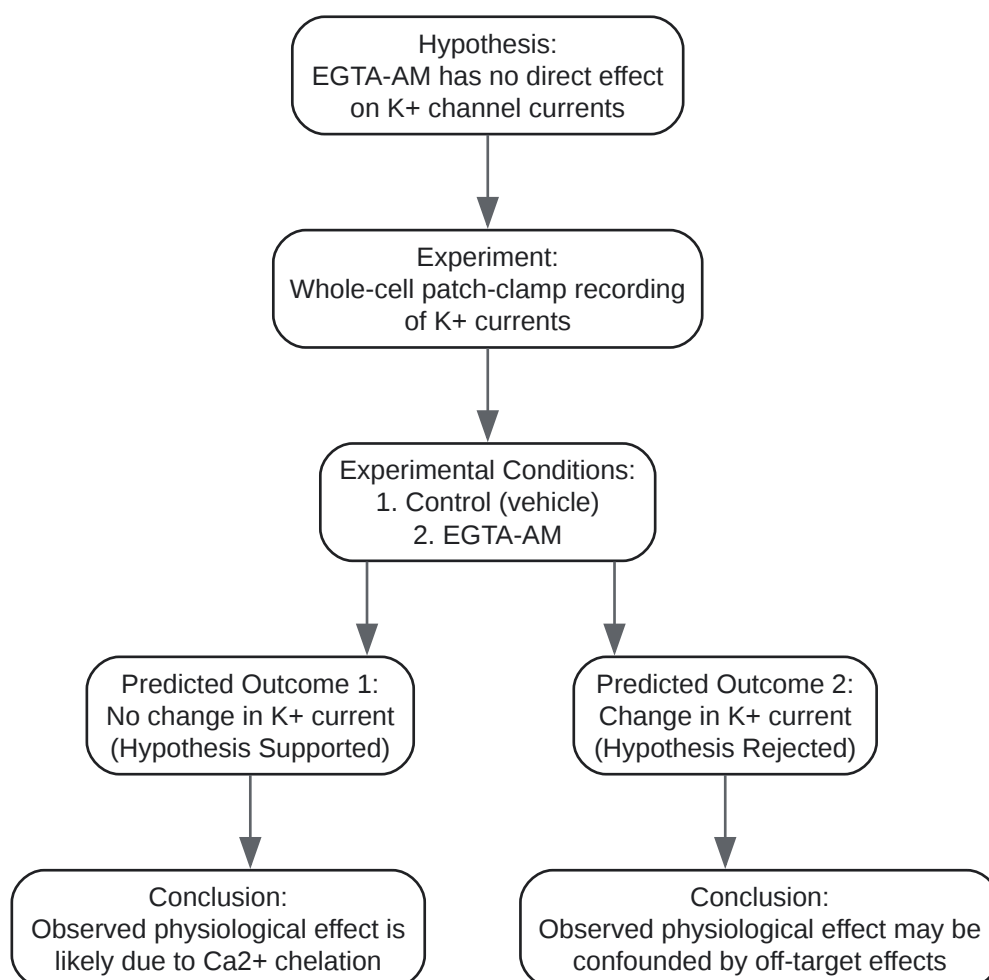 Hypothesis:
EGTA-AM has no direct effect
on K+ channel currents
Experiment:
Whole-cell patch-clamp recording
of K+ currents
Experimental Conditions:
1. Control (vehicle)
2. EGTA-AM
Predicted Outcome 1:
No change in K+ current
(Hypothesis Supported)
Predicted Outcome 2:
Change in K+ current
(Hypothesis Rejected)
Conclusion:
Observed physiological effect is
likely due to Ca2+ chelation
Conclusion:
Observed physiological effect may be
confounded by off-target effects